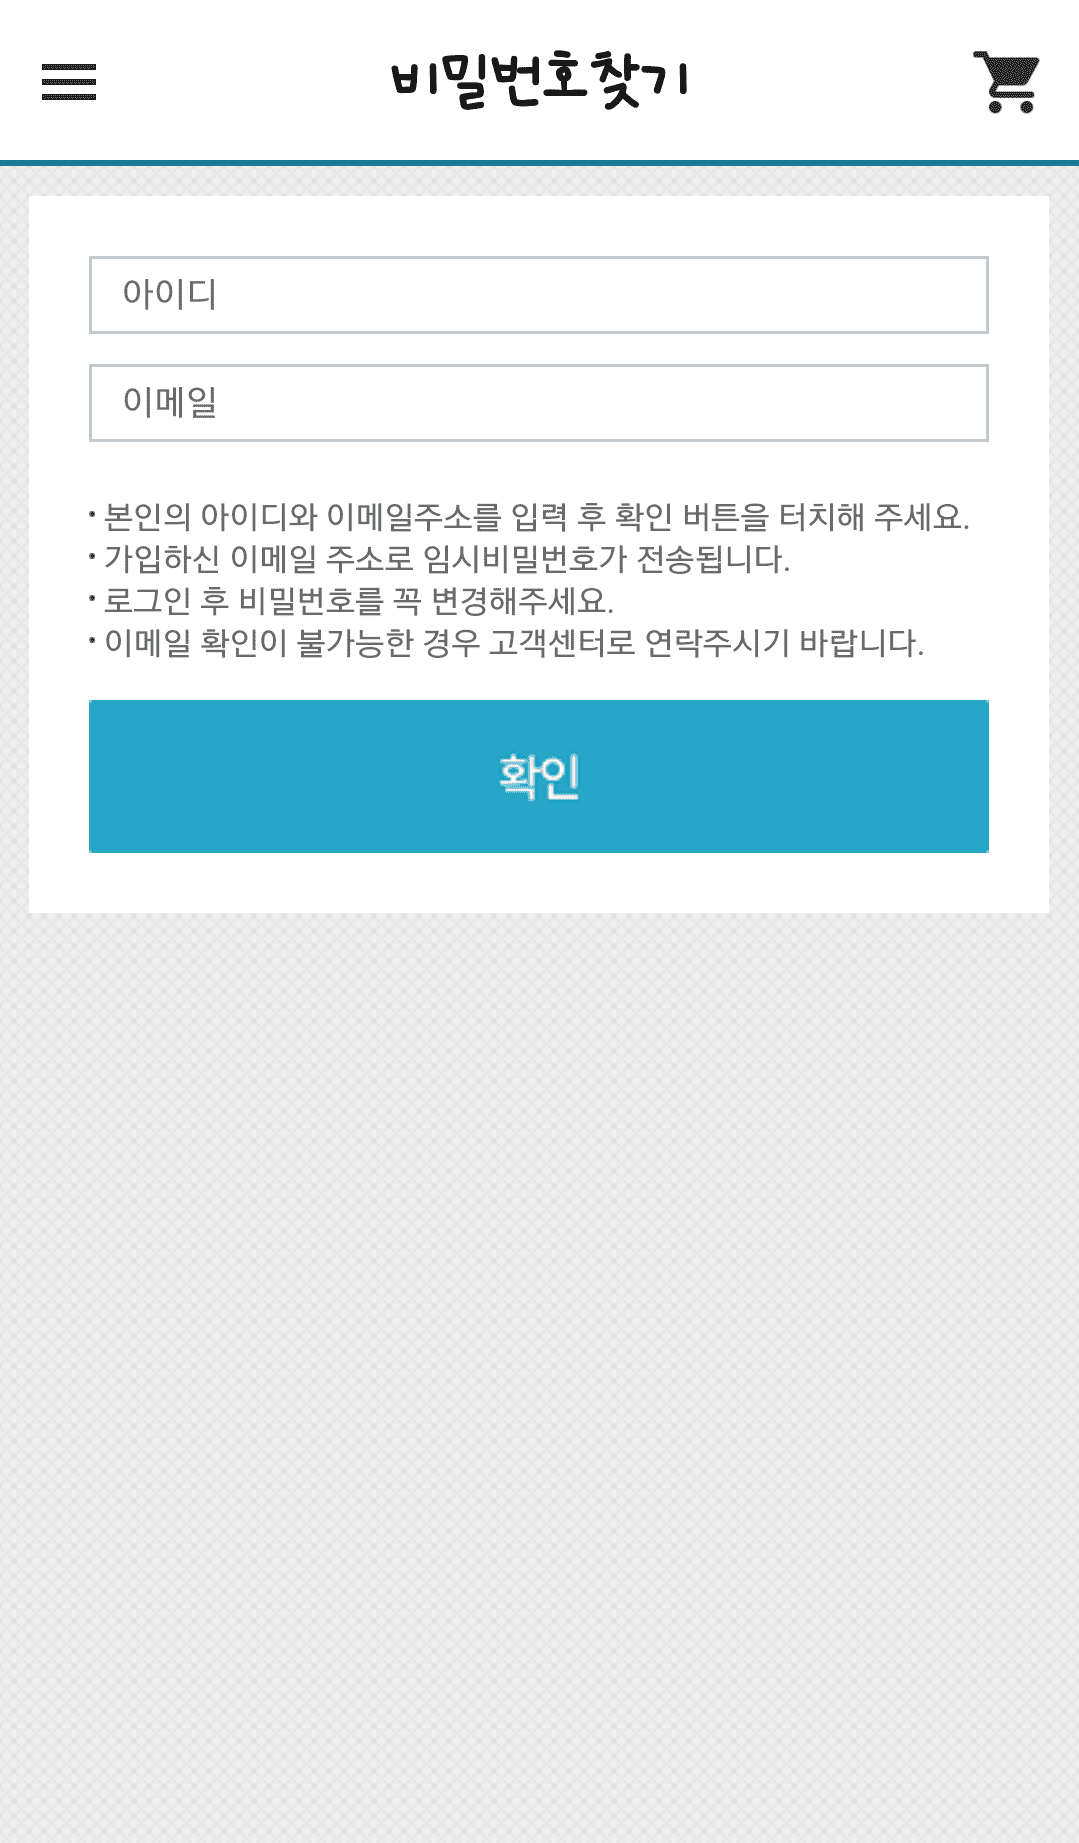 비밀번호찾기
아이디
이메일
· 본인의 아이디와 이메일주소를 입력 후 확인 버튼을 터치해 주세요.
· 가입하신 이메일 주소로 임시비밀번호가 전송됩니다.
· 로그인 후 비밀번호를 꼭 변경해주세요.
· 이메일 확인이 불가능한 경우 고객센터로 연락주시기 바랍니다.
확인